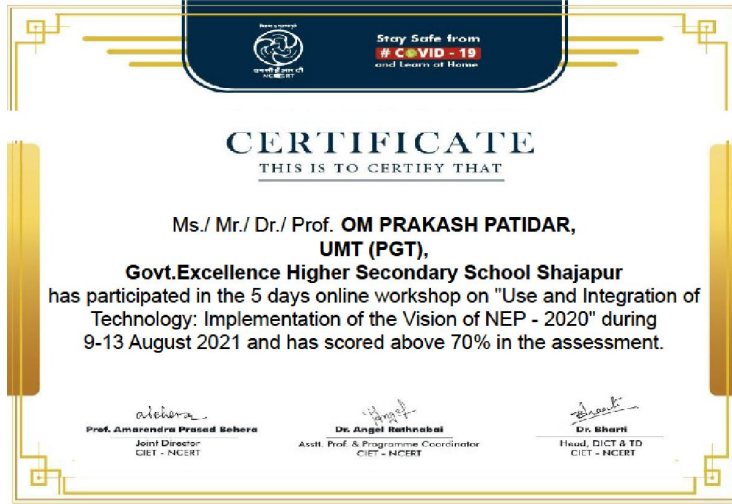 Stay Safe from
# COVID - 19
and Learn at Home
NCERT
CERTIFICATE
THIS IS TO CERTIFY THAT
Ms./ Mr./ Dr./ Prof. OM PRAKASH PATIDAR,
UMT (PGT),
Govt.Excellence Higher Secondary School Shajapur
has participated in the 5 days online workshop on "Use and Integration of
Technology: Implementation of the Vision of NEP - 2020" during
9-13 August 2021 and has scored above 70% in the assessment.
Prof. Amarendra Prasad Behera
Joint Director
CIET - NCERT
Dr. Angel Rathnabai
Asstt. Prof. & Programme Coordinator
CIET - NCERT
Dr. Bharti
Head, DICT & TD
CIET - NCERT